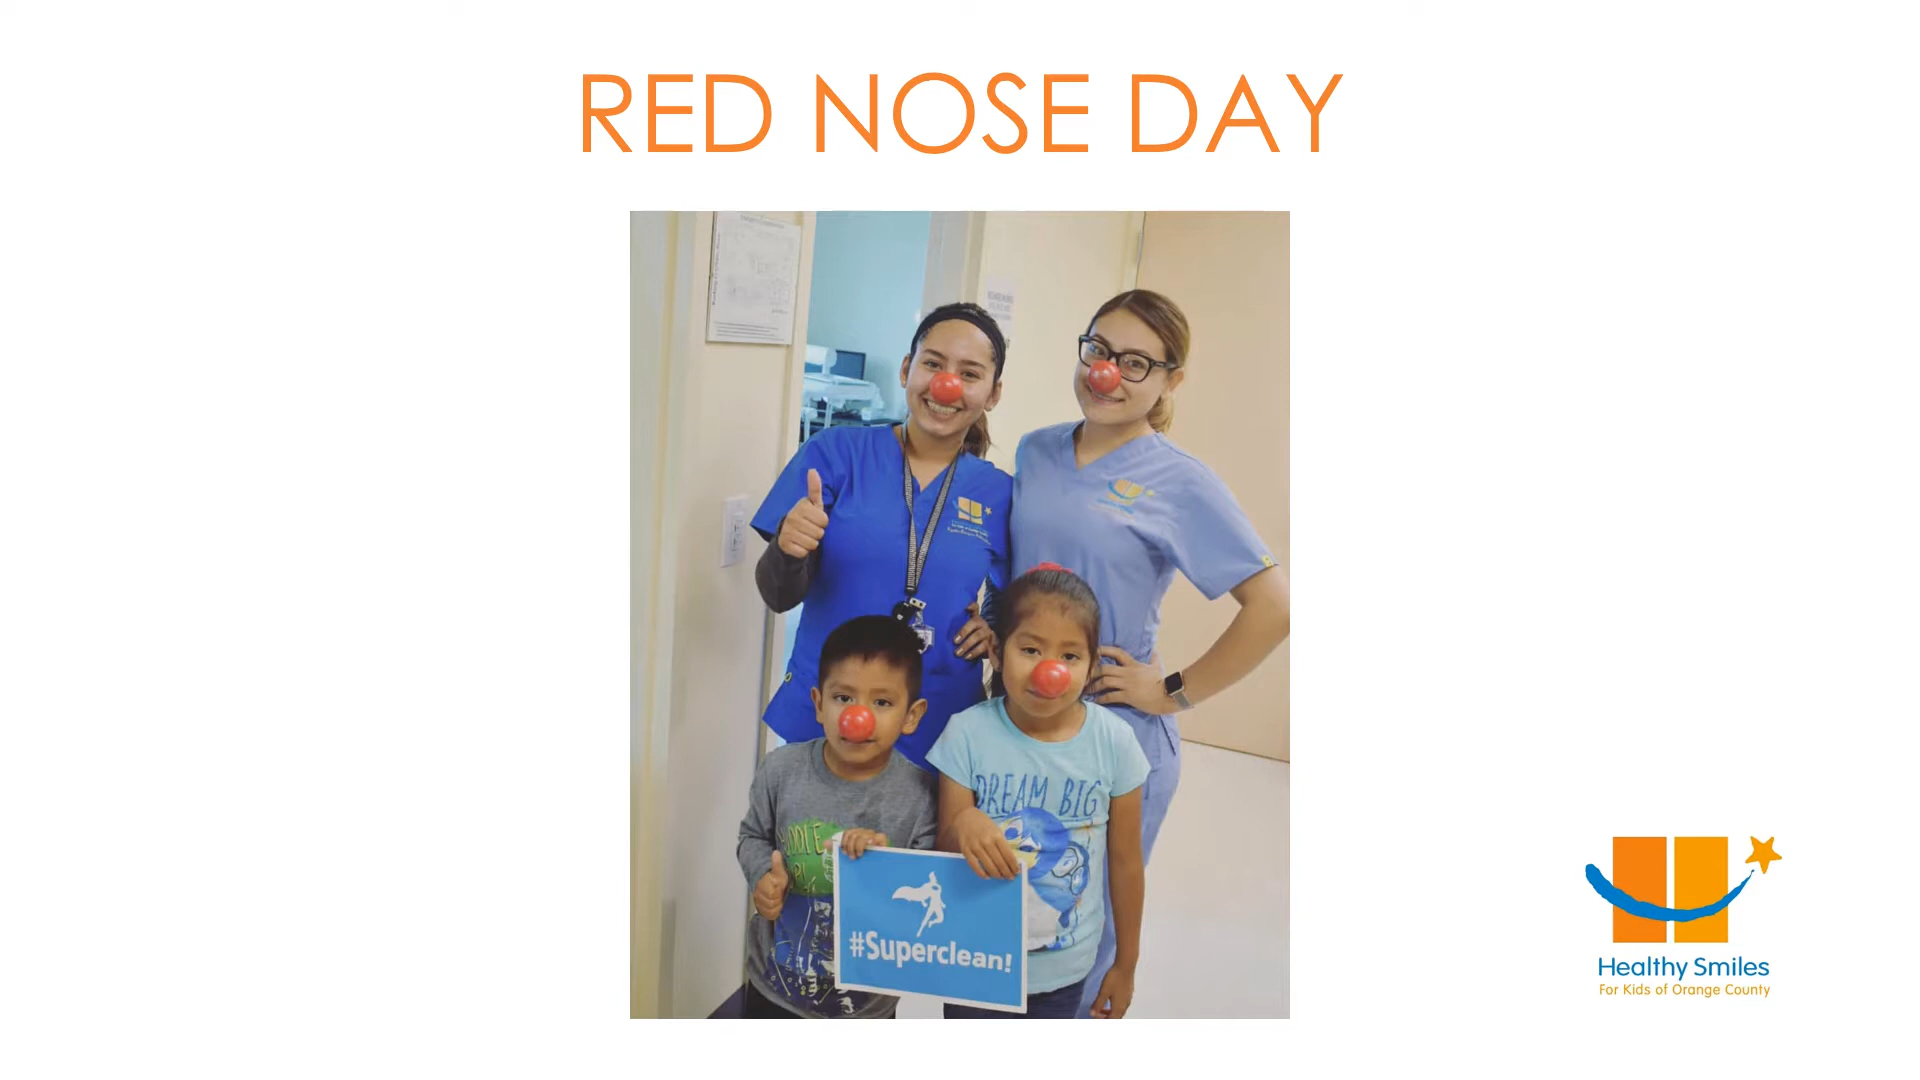 RED NOSE DAY
DREAM BIG
#Superclean!
Healthy Smiles
For Kids of Orange County